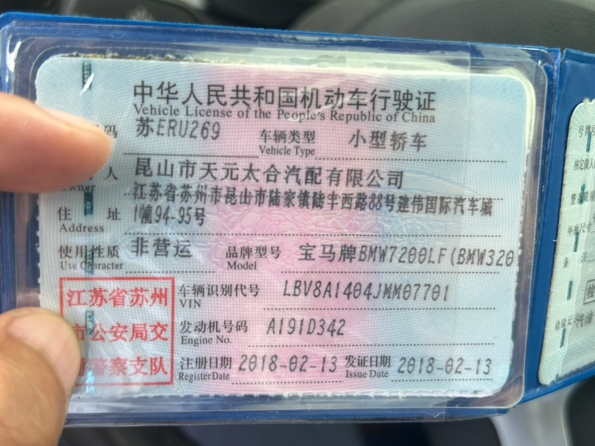 中华人民共和国机动车行驶证
Vehicle License of the People's Republic of China
码 苏ERU269 车辆类型 小型轿车
Vehicle Type
人 昆山市天元太合汽配有限公司
Owner
江苏省苏州市昆山市陆家镇陆丰西路88号建伟国际汽车城
住 址 1幢94-95号
Address
使用性质 非营运 品牌型号 宝马牌BMW7200LF(BMW320
Use Character Model
江苏省苏州 车辆识别代号 LBV8A1404JMM07701
VIN
市公安局交 发动机号码 A191D342
Engine No.
警察支队 注册日期 2018-02-13 发证日期 2018-02-13
Register Date Issue Date